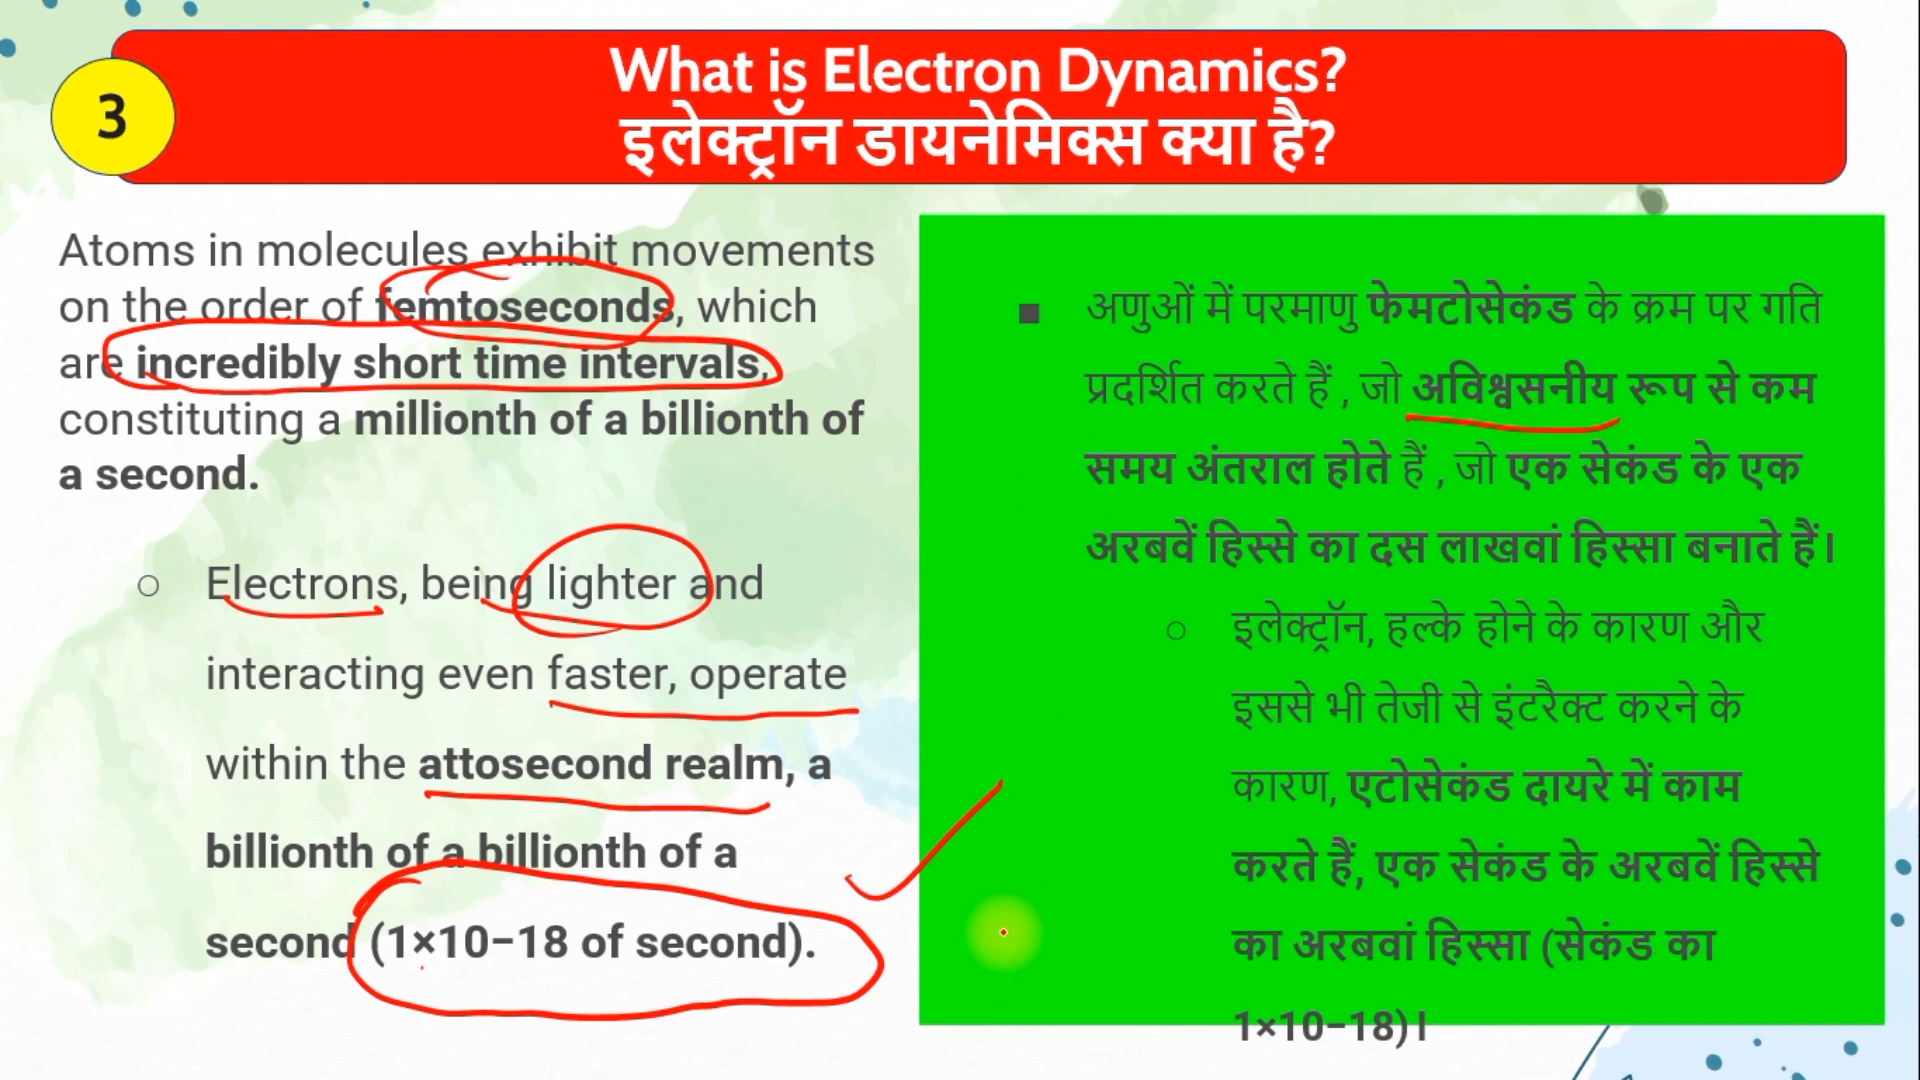 3
What is Electron Dynamics?
इलेक्ट्रॉन डायनेमिक्स क्या है?
Atoms in molecules exhibit movements
on the order of femtoseconds, which
are incredibly short time intervals,
constituting a millionth of a billionth of
a second.
○ Electrons, being lighter and
interacting even faster, operate
within the attosecond realm, a
billionth of a billionth of a
second (1×10−18 of second).
■ अणुओं में परमाणु फेमटोसेकंड के क्रम पर गति
प्रदर्शित करते हैं , जो अविश्वसनीय रूप से कम
समय अंतराल होते हैं , जो एक सेकंड के एक
अरबवें हिस्से का दस लाखवां हिस्सा बनाते हैं।
○ इलेक्ट्रॉन, हल्के होने के कारण और
इससे भी तेजी से इंटरैक्ट करने के
कारण, एटोसेकंड दायरे में काम
करते हैं, एक सेकंड के अरबवें हिस्से
का अरबवां हिस्सा (सेकंड का
1×10−18)।